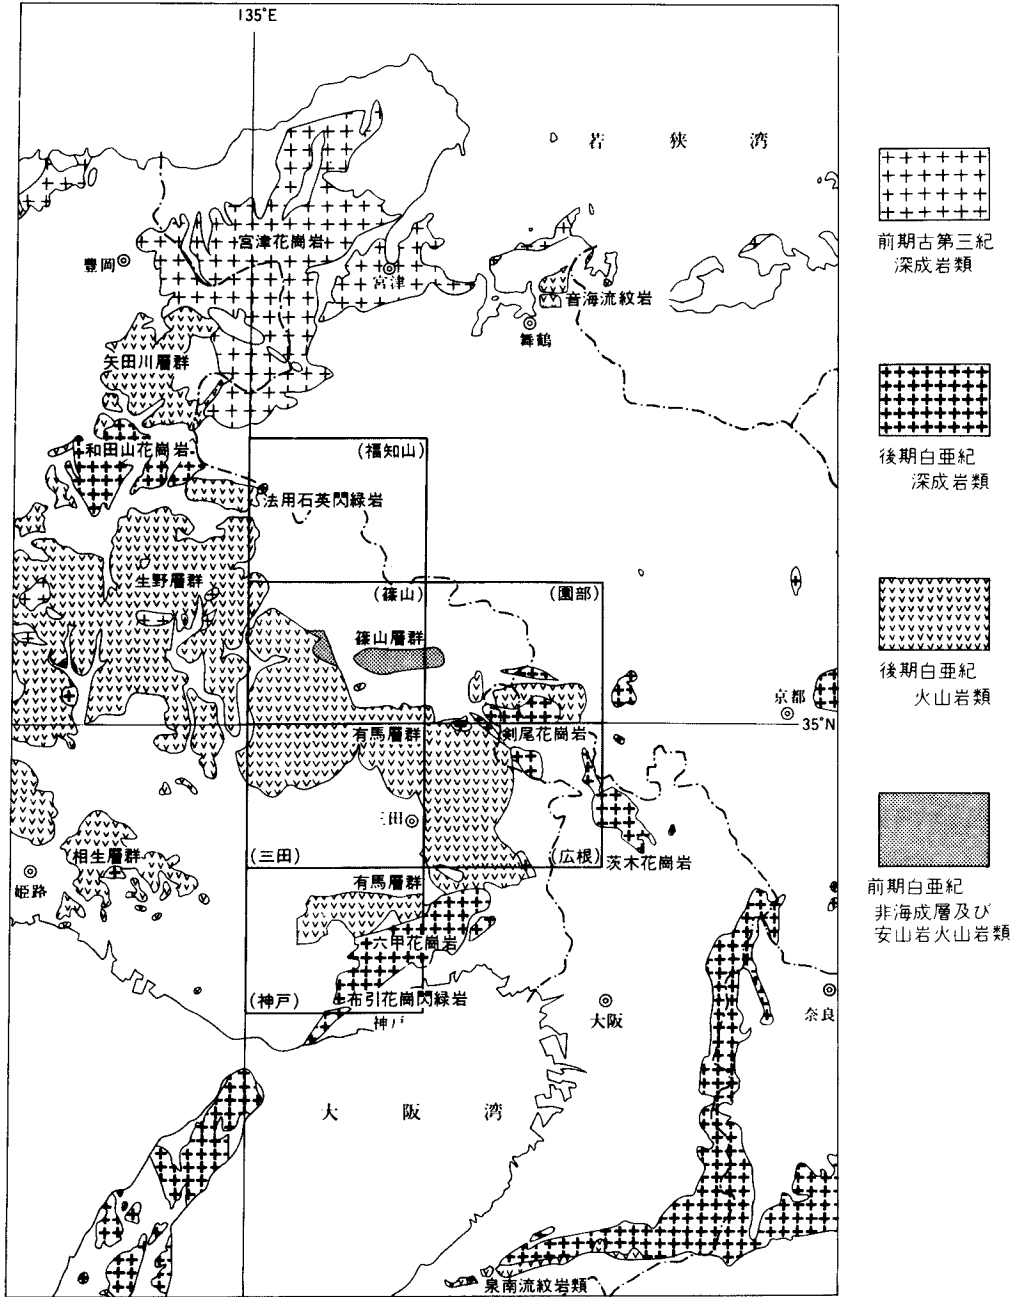 135°E
若狭湾
宮津花崗岩
豊岡
宮津
音海流紋岩
舞鶴
矢田川層群
和田山花崗岩
(福知山)
法用石英閃緑岩
生野層群
(篠山)
(園部)
篠山層群
京都
35°N
有馬層群
剣尾花崗岩
三田
(三田)
(広根)
茨木花崗岩
相生層群
姫路
有馬層群
六甲花崗岩
布引花崗閃緑岩
(神戸)
神戸
大阪
奈良
大阪湾
泉南流紋岩類
前期古第三紀
深成岩類
後期白亜紀
深成岩類
後期白亜紀
火山岩類
前期白亜紀
非海成層及び
安山岩火山岩類